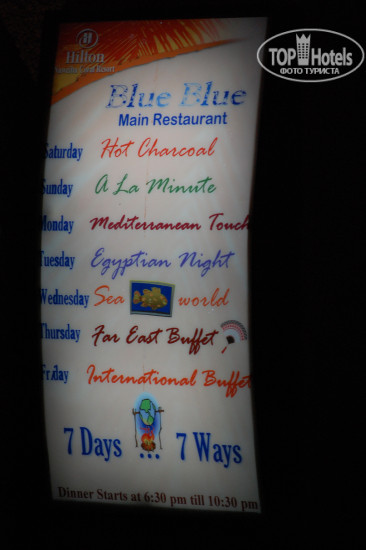 TOPHotels
ФОТО ТУРИСТА
H
Hilton
Resort
Blue Blue
Main Restaurant
Saturday Hot Charcoal
Sunday A La Minute
Monday Mediterranean Touch
Tuesday Egyptian Night
Wednesday Sea world
Thursday Far East Buffet
Friday International Buffet
7 Days ... 7 Ways
Dinner Starts at 6:30 pm till 10:30 pm